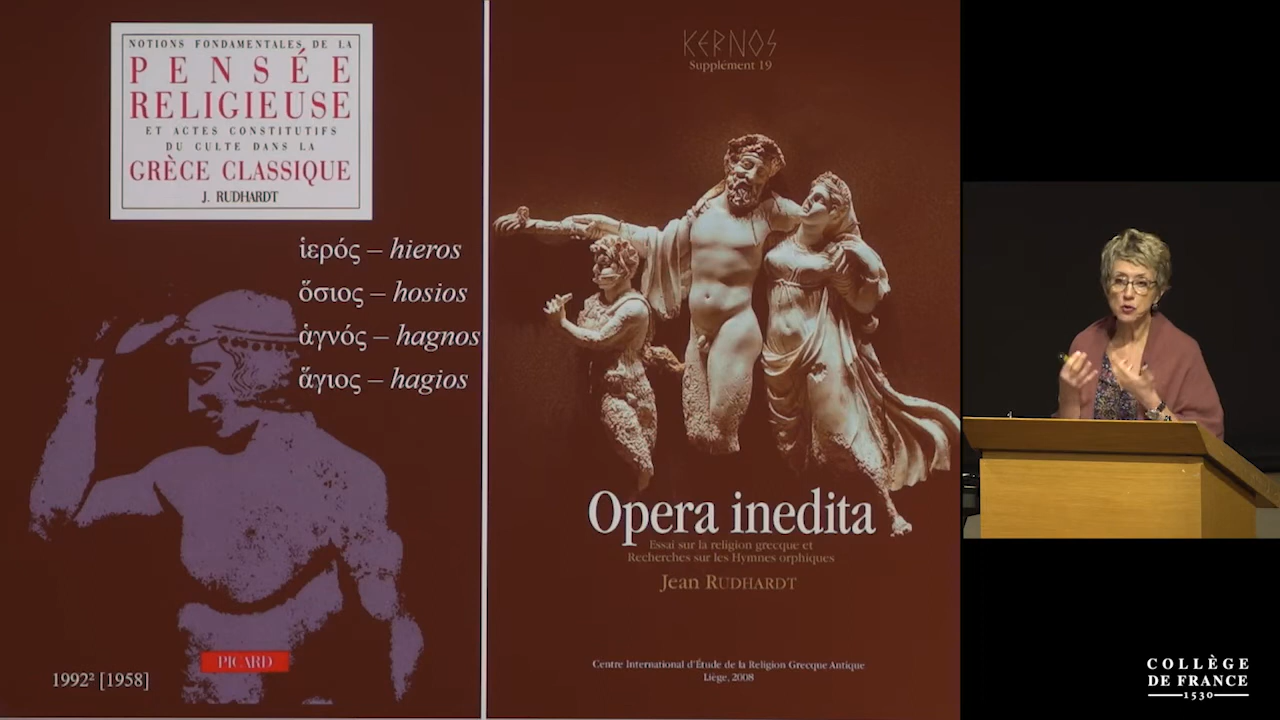 NOTIONS FONDAMENTALES DE LA
PENSÉE
RELIGIEUSE
ET ACTES CONSTITUTIFS
DU CULTE DANS LA
GRÈCE CLASSIQUE
J. RUDHARDT
ἱερός – hieros
ὅσιος – hosios
ἁγνός – hagnos
ἅγιος – hagios
PICARD
1992² [1958]
KERNOS
Supplément 19
Opera inedita
Essai sur la religion grecque et
Recherches sur les Hymnes orphiques
Jean RUDHARDT
Centre International d'Étude de la Religion Grecque Antique
Liège, 2008
COLLÈGE
DE FRANCE
1530